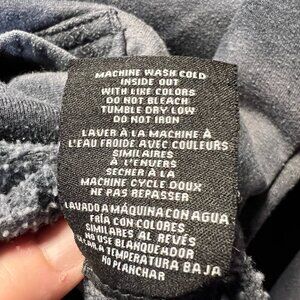 MACHINE WASH COLD
INSIDE OUT
WITH LIKE COLORS
DO NOT BLEACH
TUMBLE DRY LOW
DO NOT IRON
LAVER À LA MACHINE À
L'EAU FROIDE AVEC COULEURS
SIMILAIRES
À L'ENVERS
SECHER À LA
MACHINE CYCLE DOUX
NE PAS REPASSER
LAVADO A MÁQUINA CON AGUA
FRÍA CON COLORES
SIMILARES AL REVÉS
NO USE BLANQUEADOR
SECAR A TEMPERATURA BAJA
NO PLANCHAR